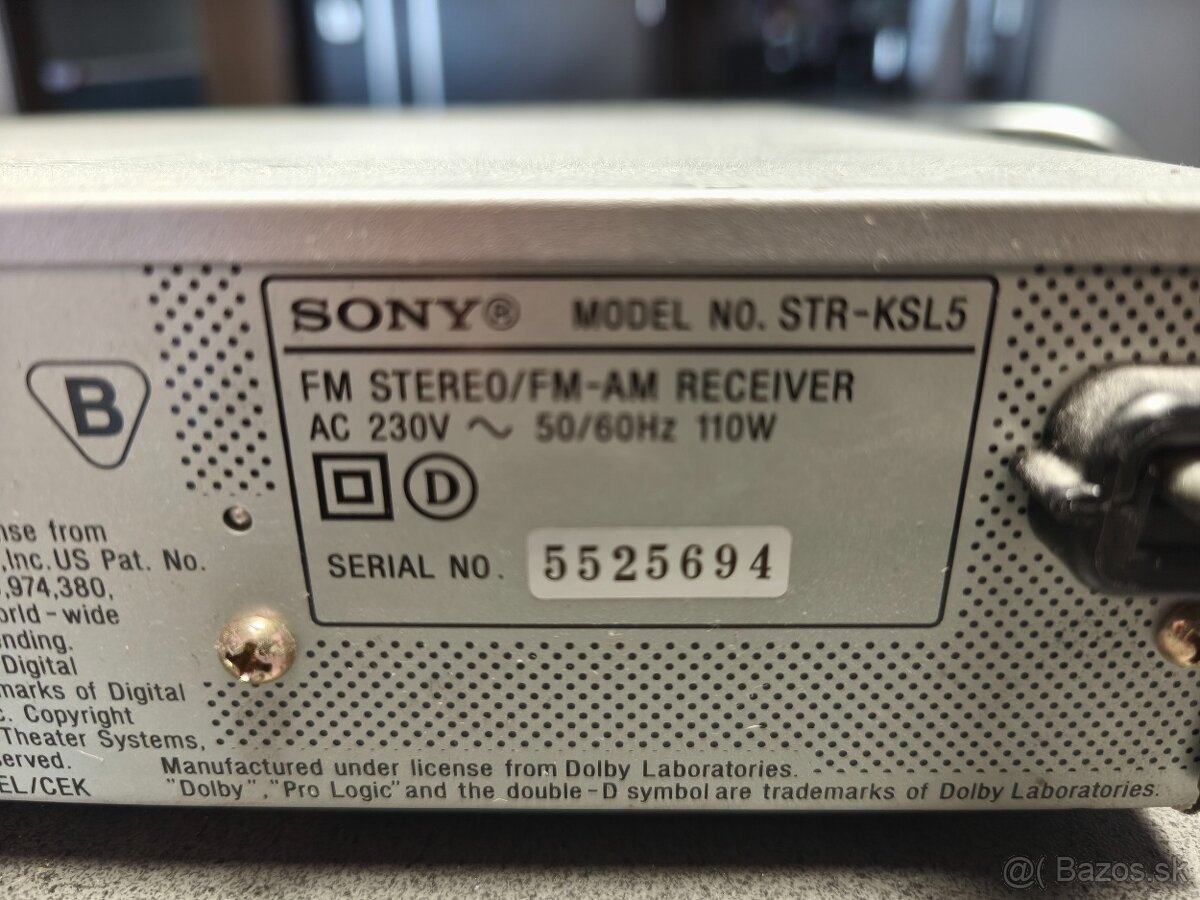 SONY® MODEL NO. STR-KSL5
FM STEREO/FM-AM RECEIVER
AC 230V ~ 50/60Hz 110W
B
D
SERIAL NO. 5525694
nse from
,Inc.US Pat. No.
,974,380,
orld-wide
ending.
Digital
marks of Digital
c. Copyright
Theater Systems,
served.
EL/CEK
Manufactured under license from Dolby Laboratories.
"Dolby","Pro Logic" and the double-D symbol are trademarks of Dolby Laboratories.
@( Bazos.sk